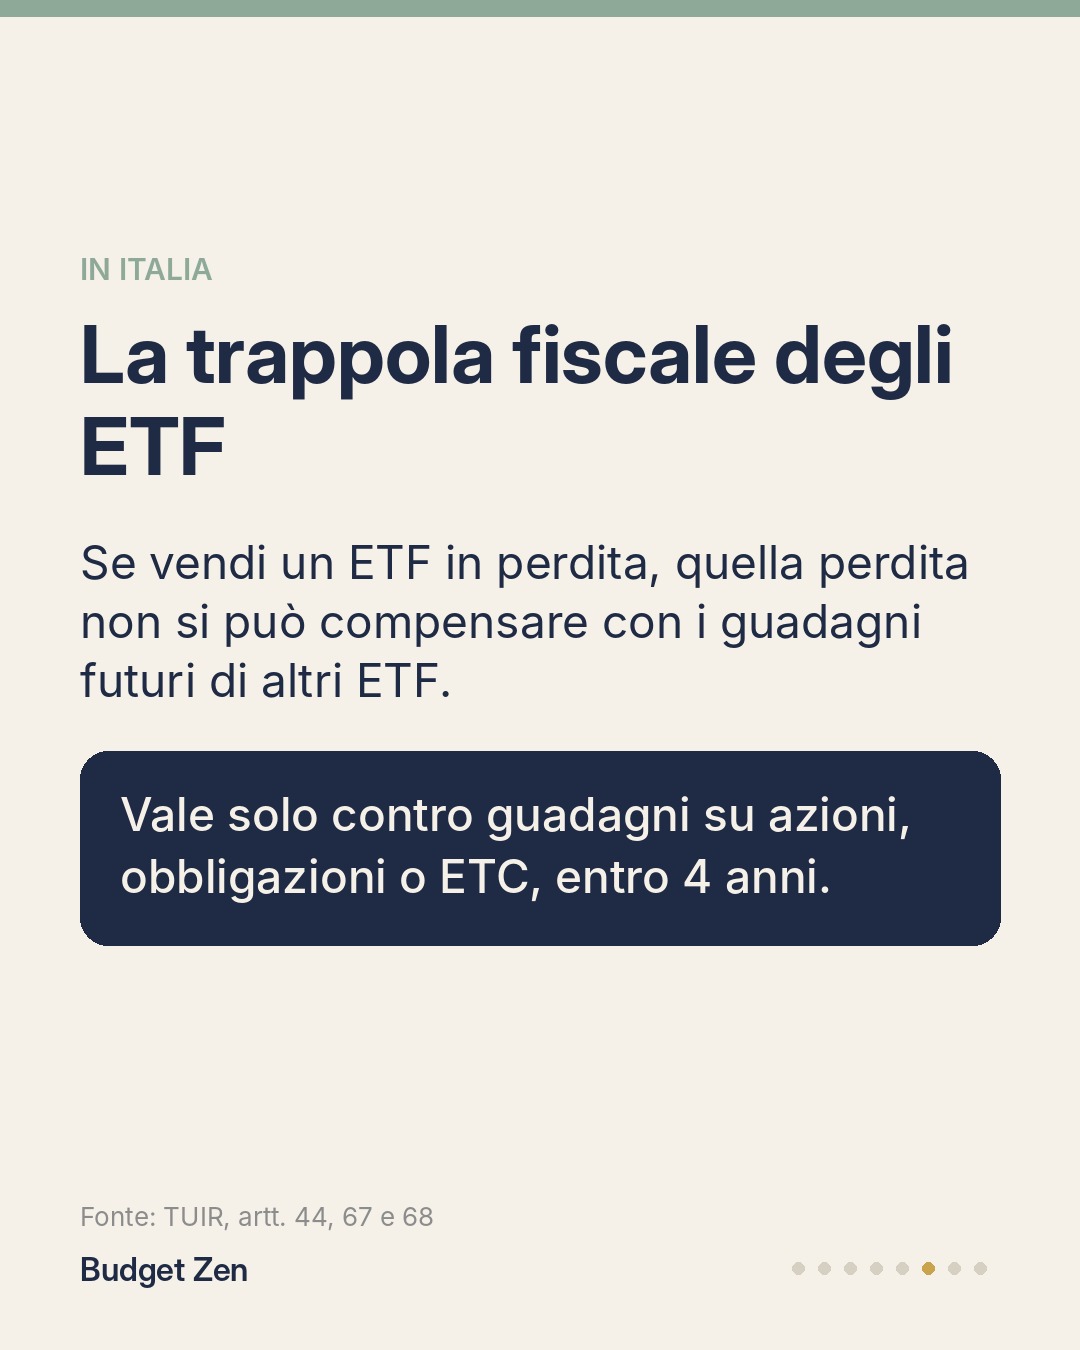 IN ITALIA
La trappola fiscale degli
ETF
Se vendi un ETF in perdita, quella perdita
non si può compensare con i guadagni
futuri di altri ETF.
Vale solo contro guadagni su azioni,
obbligazioni o ETC, entro 4 anni.
Fonte: TUIR, artt. 44, 67 e 68
Budget Zen